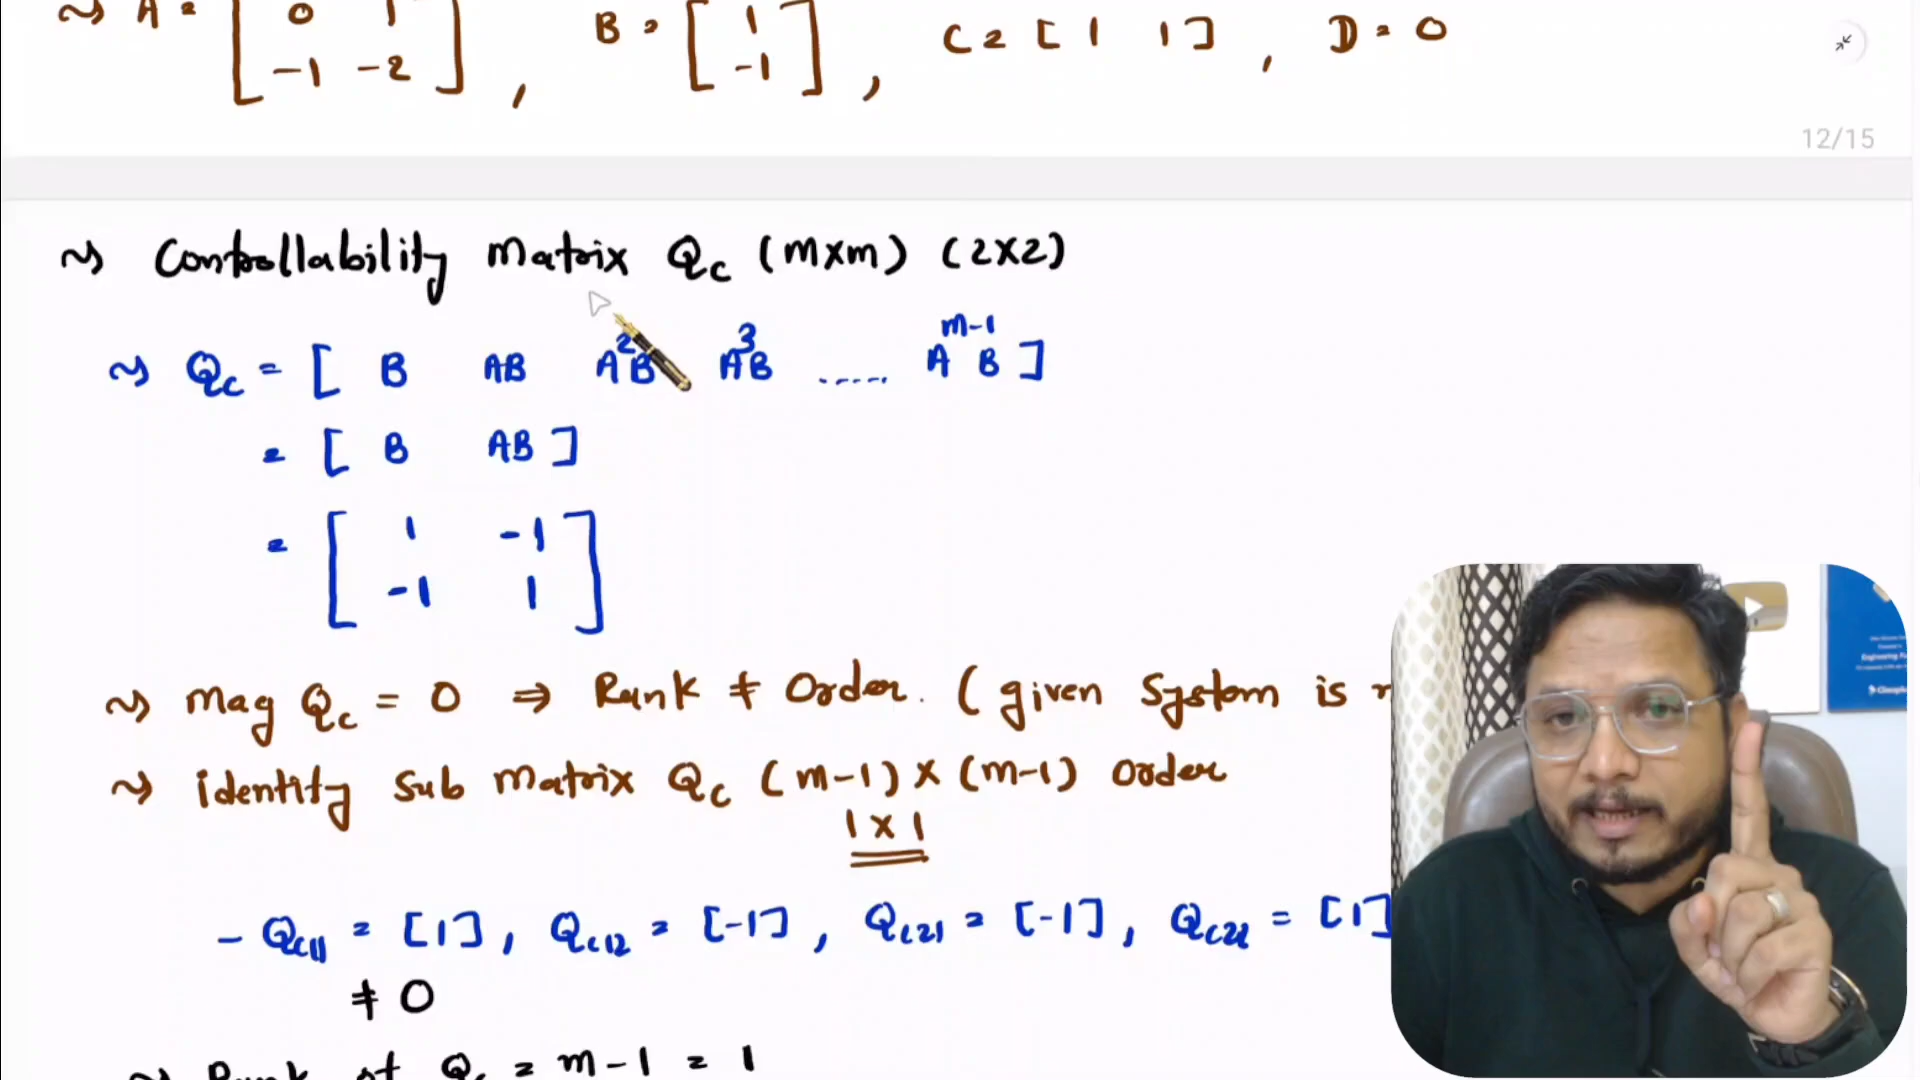 A = [ 0 1
-1 -2 ] , B = [ 1
-1 ] , C = [ 1 1 ] , D = 0
12/15
Controllability Matrix Qc (m×m) (2×2)
Qc = [ B AB A²B A³B ..... A^m-1 B ]
= [ B AB ]
= [ 1 -1
-1 1 ]
Mag Qc = 0 ⇒ Rank ≠ Order. ( given System is
identity Sub Matrix Qc (m-1) × (m-1) order
1 × 1
- Qc11 = [1], Qc12 = [-1], Qc21 = [-1], Qc22 = [1]
≠ 0
Rank of Qc = m-1 = 1